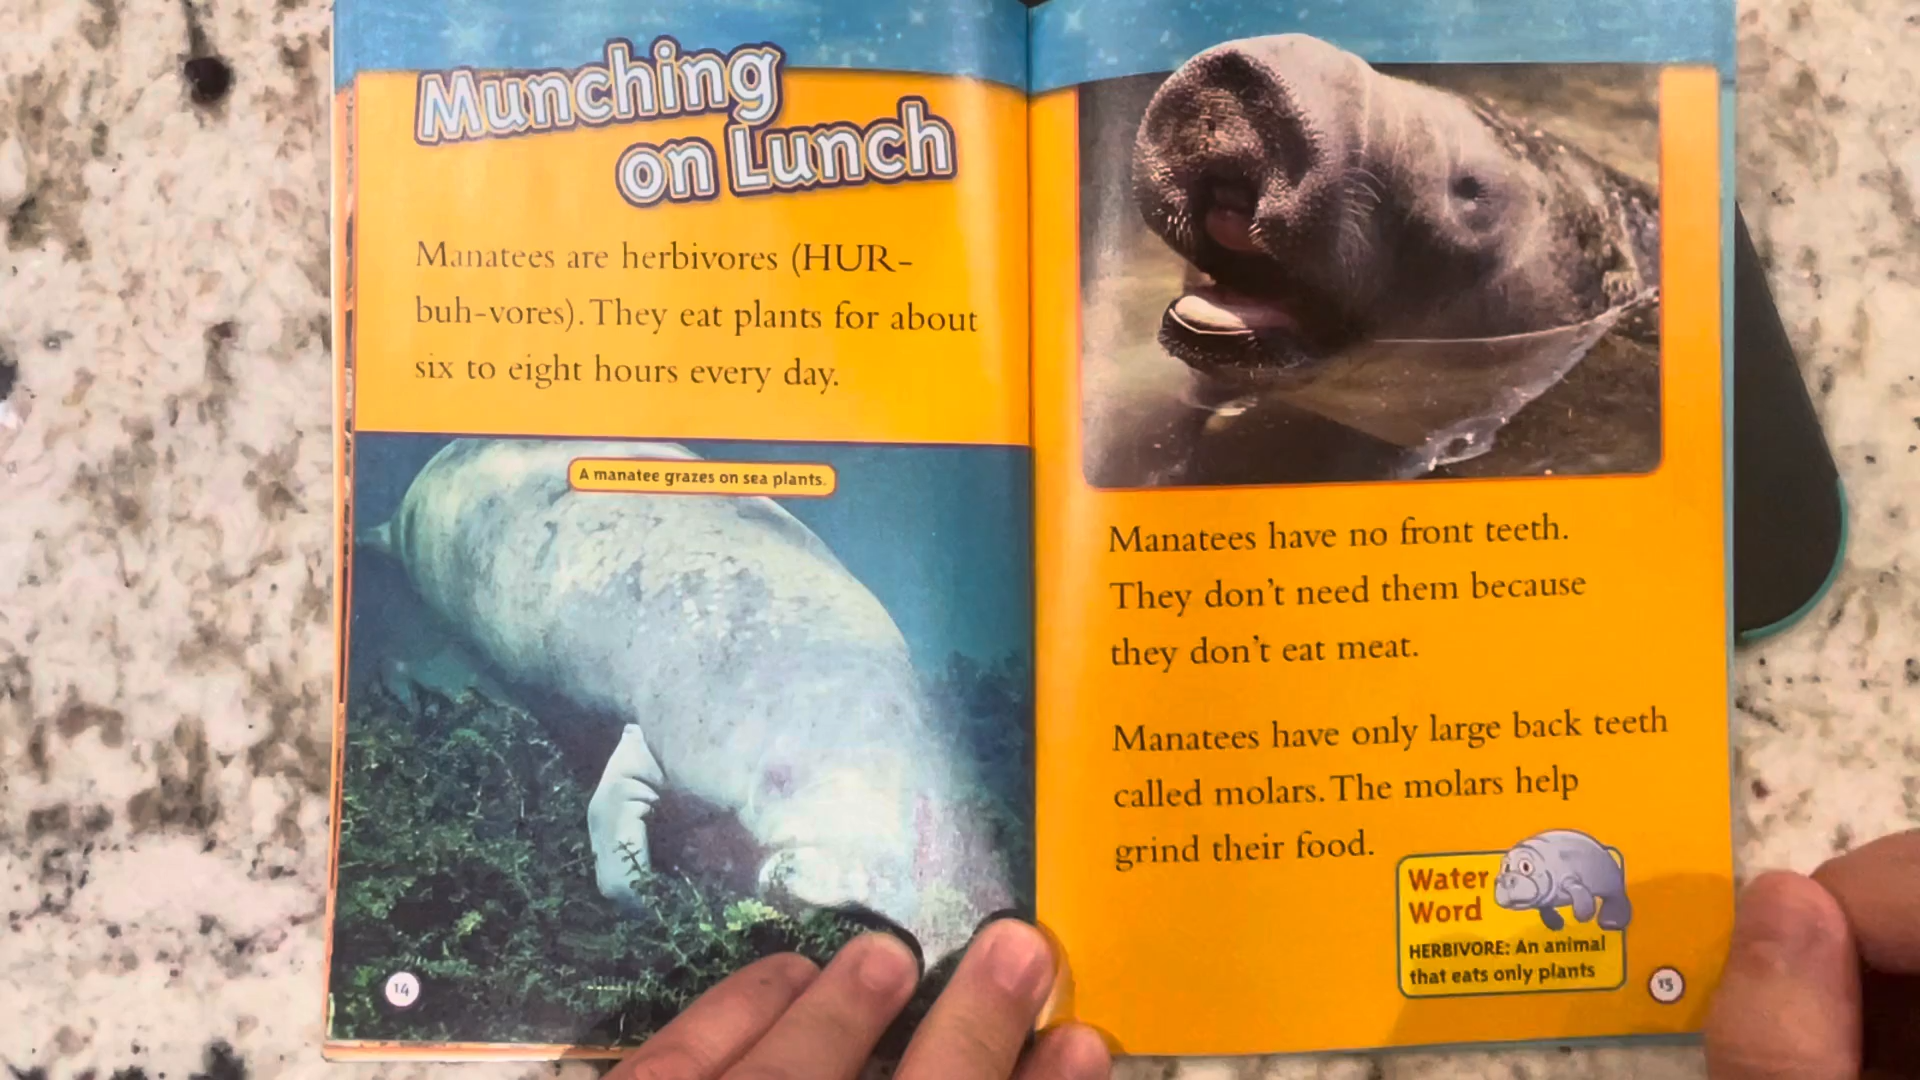 Munching
on Lunch
Manatees are herbivores (HUR-
buh-vores). They eat plants for about
six to eight hours every day.
A manatee grazes on sea plants.
14
Manatees have no front teeth.
They don't need them because
they don't eat meat.
Manatees have only large back teeth
called molars. The molars help
grind their food.
Water
Word
HERBIVORE: An animal
that eats only plants
15